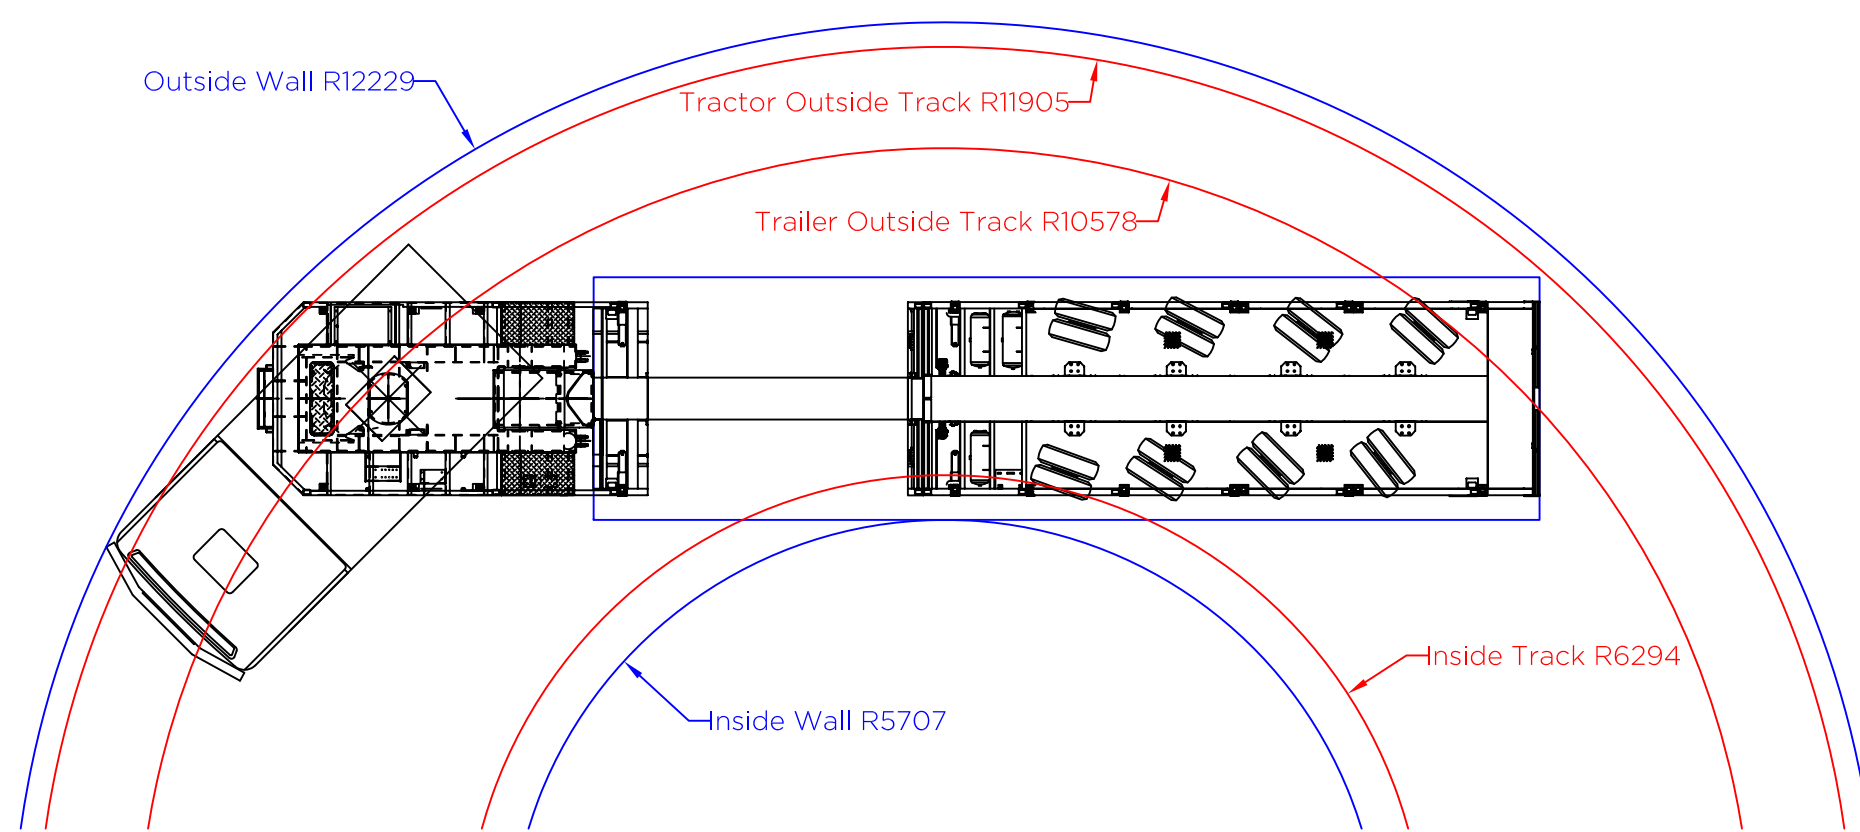 Outside Wall R12229
Tractor Outside Track R11905
Trailer Outside Track R10578
Inside Track R6294
Inside Wall R5707